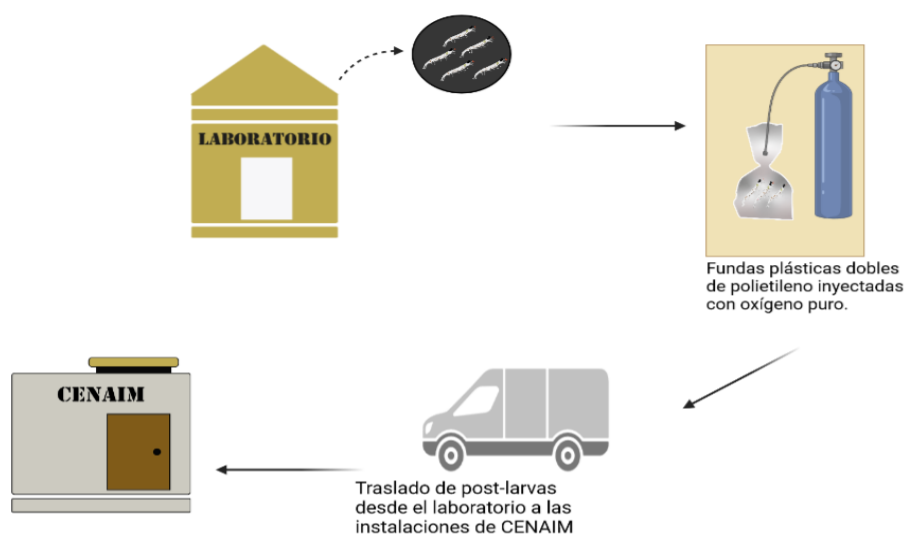 LABORATORIO
Fundas plásticas dobles
de polietileno inyectadas
con oxígeno puro.
CENAIM
Traslado de post-larvas
desde el laboratorio a las
instalaciones de CENAIM